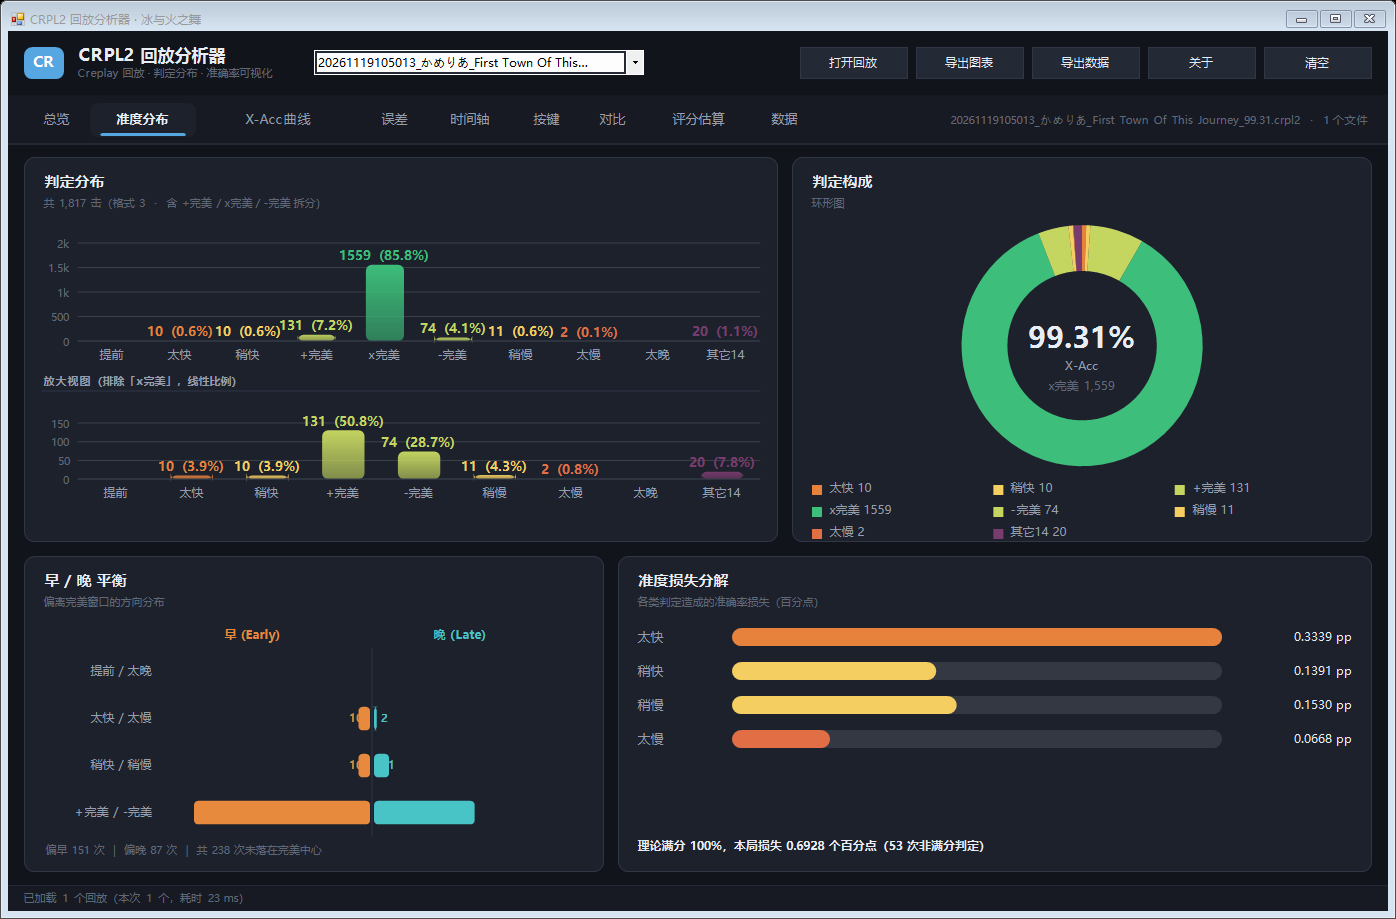 CRPL2 回放分析器 · 冰与火之舞
CR
CRPL2 回放分析器
Creplay 回放 · 判定分布 · 准确率可视化
20261119105013_かめりあ_First Town Of This...
打开回放 导出图表 导出数据 关于 清空
总览 准度分布 X-Acc曲线 误差 时间轴 按键 对比 评分估算 数据
20261119105013_かめりあ_First Town Of This Journey_99.31.crpl2 · 1 个文件
判定分布
共 1,817 击 (格式 3 · 含 +完美 / x完美 / -完美 拆分)
2k
1.5k
1k
500
0
10 (0.6%) 10 (0.6%) 131 (7.2%) 1559 (85.8%) 74 (4.1%) 11 (0.6%) 2 (0.1%) 20 (1.1%)
提前 太快 稍快 +完美 x完美 -完美 稍慢 太慢 太晚 其它14
放大视图 (排除「x完美」, 线性比例)
150
100
50
0
10 (3.9%) 10 (3.9%) 131 (50.8%) 74 (28.7%) 11 (4.3%) 2 (0.8%) 20 (7.8%)
提前 太快 稍快 +完美 -完美 稍慢 太慢 太晚 其它14
判定构成
环形图
99.31%
X-Acc
x完美 1,559
太快 10 稍快 10 +完美 131
x完美 1559 -完美 74 稍慢 11
太慢 2 其它14 20
早 / 晚 平衡
偏离完美窗口的方向分布
早 (Early) 晚 (Late)
提前 / 太晚
太快 / 太慢 2
稍快 / 稍慢
+完美 / -完美
偏早 151 次 | 偏晚 87 次 | 共 238 次未落在完美中心
准度损失分解
各类判定造成的准确率损失 (百分点)
太快 0.3339 pp
稍快 0.1391 pp
稍慢 0.1530 pp
太慢 0.0668 pp
理论满分 100%, 本局损失 0.6928 个百分点 (53 次非满分判定)
已加载 1 个回放 (本次 1 个, 耗时 23 ms)